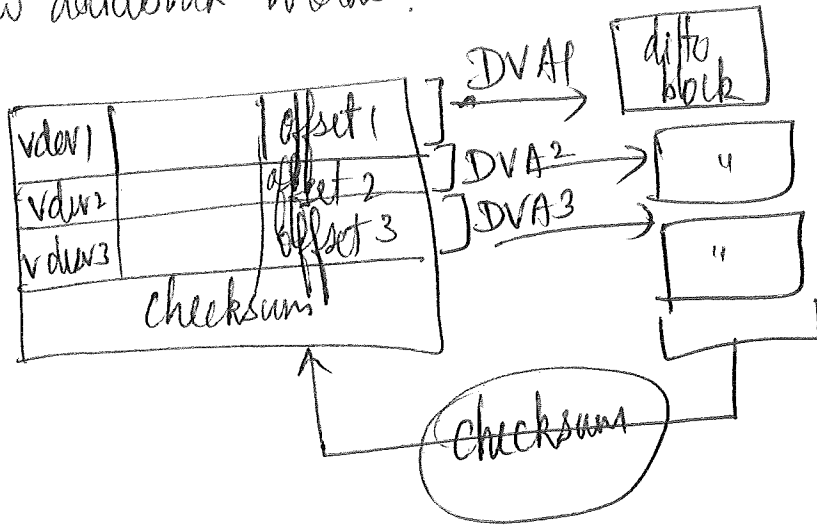 DVA1
ditto
block
vdev1 offset 1
DVA2 "
vdev2 offset 2
DVA3 "
vdev3 offset 3
checksum
checksum